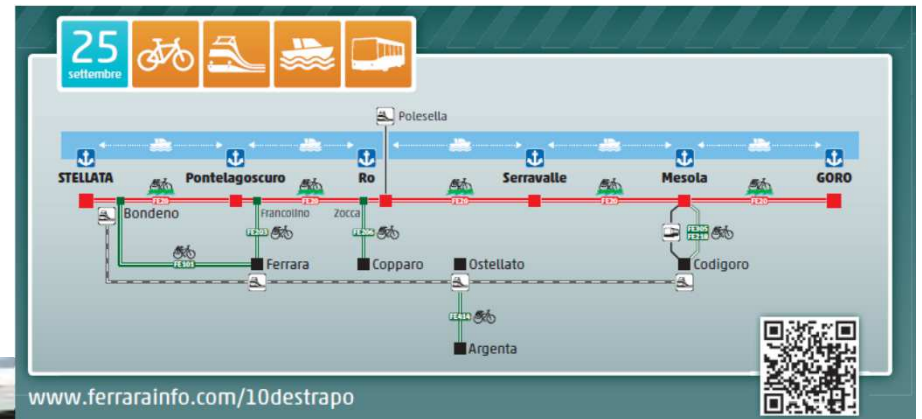 25
settembre
Polesella
STELLATA Pontelagoscuro Ro Serravalle Mesola GORO
FE20 FE20 FE20 FE20 FE20
Bondeno Francolino Zocca
FE203 FE206 FE305
FE218
FE101
Ferrara Copparo Ostellato Codigoro
FE414
Argenta
www.ferrarainfo.com/10destrapo